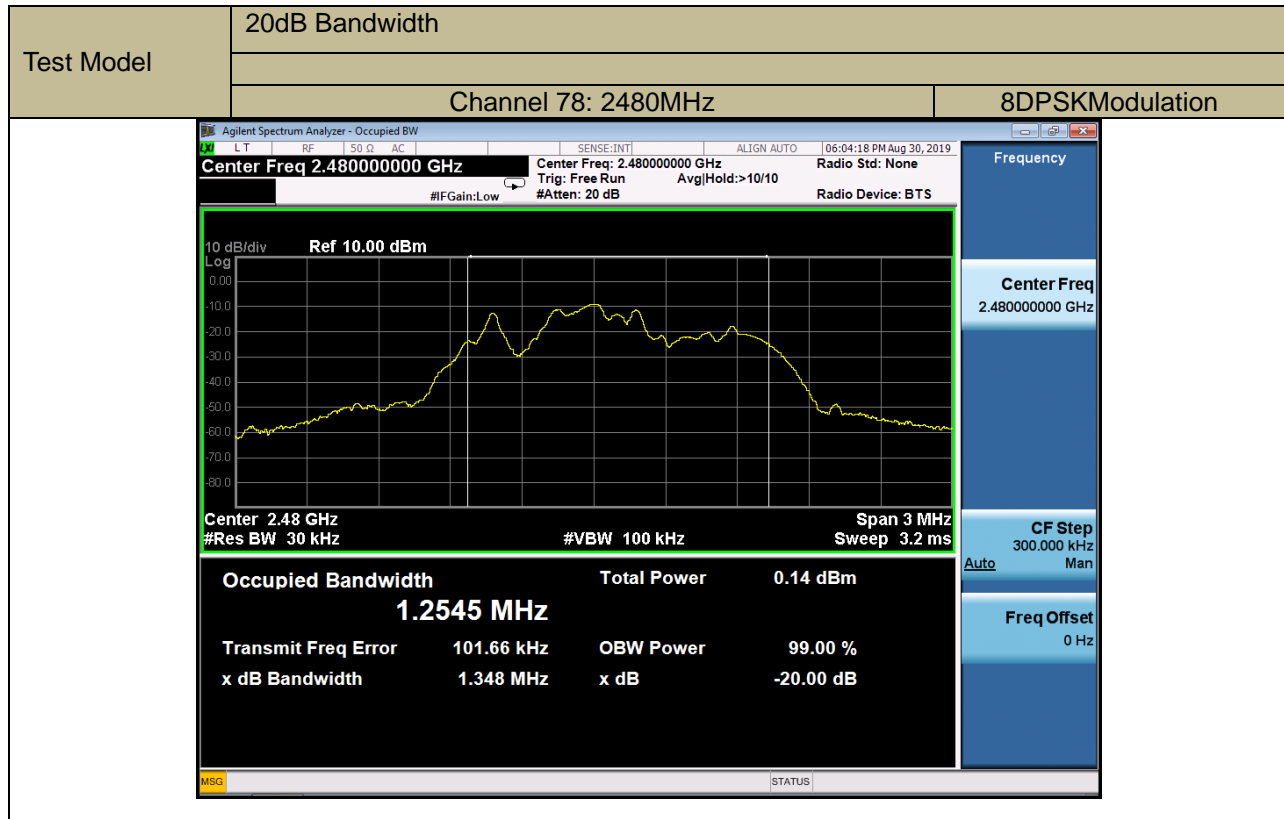 20dB Bandwidth
Test Model
Channel 78: 2480MHz 8DPSKModulation
Agilent Spectrum Analyzer - Occupied BW
LXI L T RF 50 Ω AC SENSE:INT ALIGN AUTO 06:04:18 PM Aug 30, 2019
Center Freq 2.480000000 GHz Center Freq: 2.480000000 GHz Radio Std: None Frequency
Trig: Free Run Avg|Hold:>10/10
#IFGain:Low #Atten: 20 dB Radio Device: BTS
10 dB/div Ref 10.00 dBm
Log
0.00
-10.0
-20.0
-30.0
-40.0
-50.0
-60.0
-70.0
-80.0
Center Freq
2.480000000 GHz
Center 2.48 GHz Span 3 MHz
#Res BW 30 kHz #VBW 100 kHz Sweep 3.2 ms
CF Step
300.000 kHz
Auto Man
Occupied Bandwidth Total Power 0.14 dBm
1.2545 MHz
Freq Offset
0 Hz
Transmit Freq Error 101.66 kHz OBW Power 99.00 %
x dB Bandwidth 1.348 MHz x dB -20.00 dB
MSG STATUS